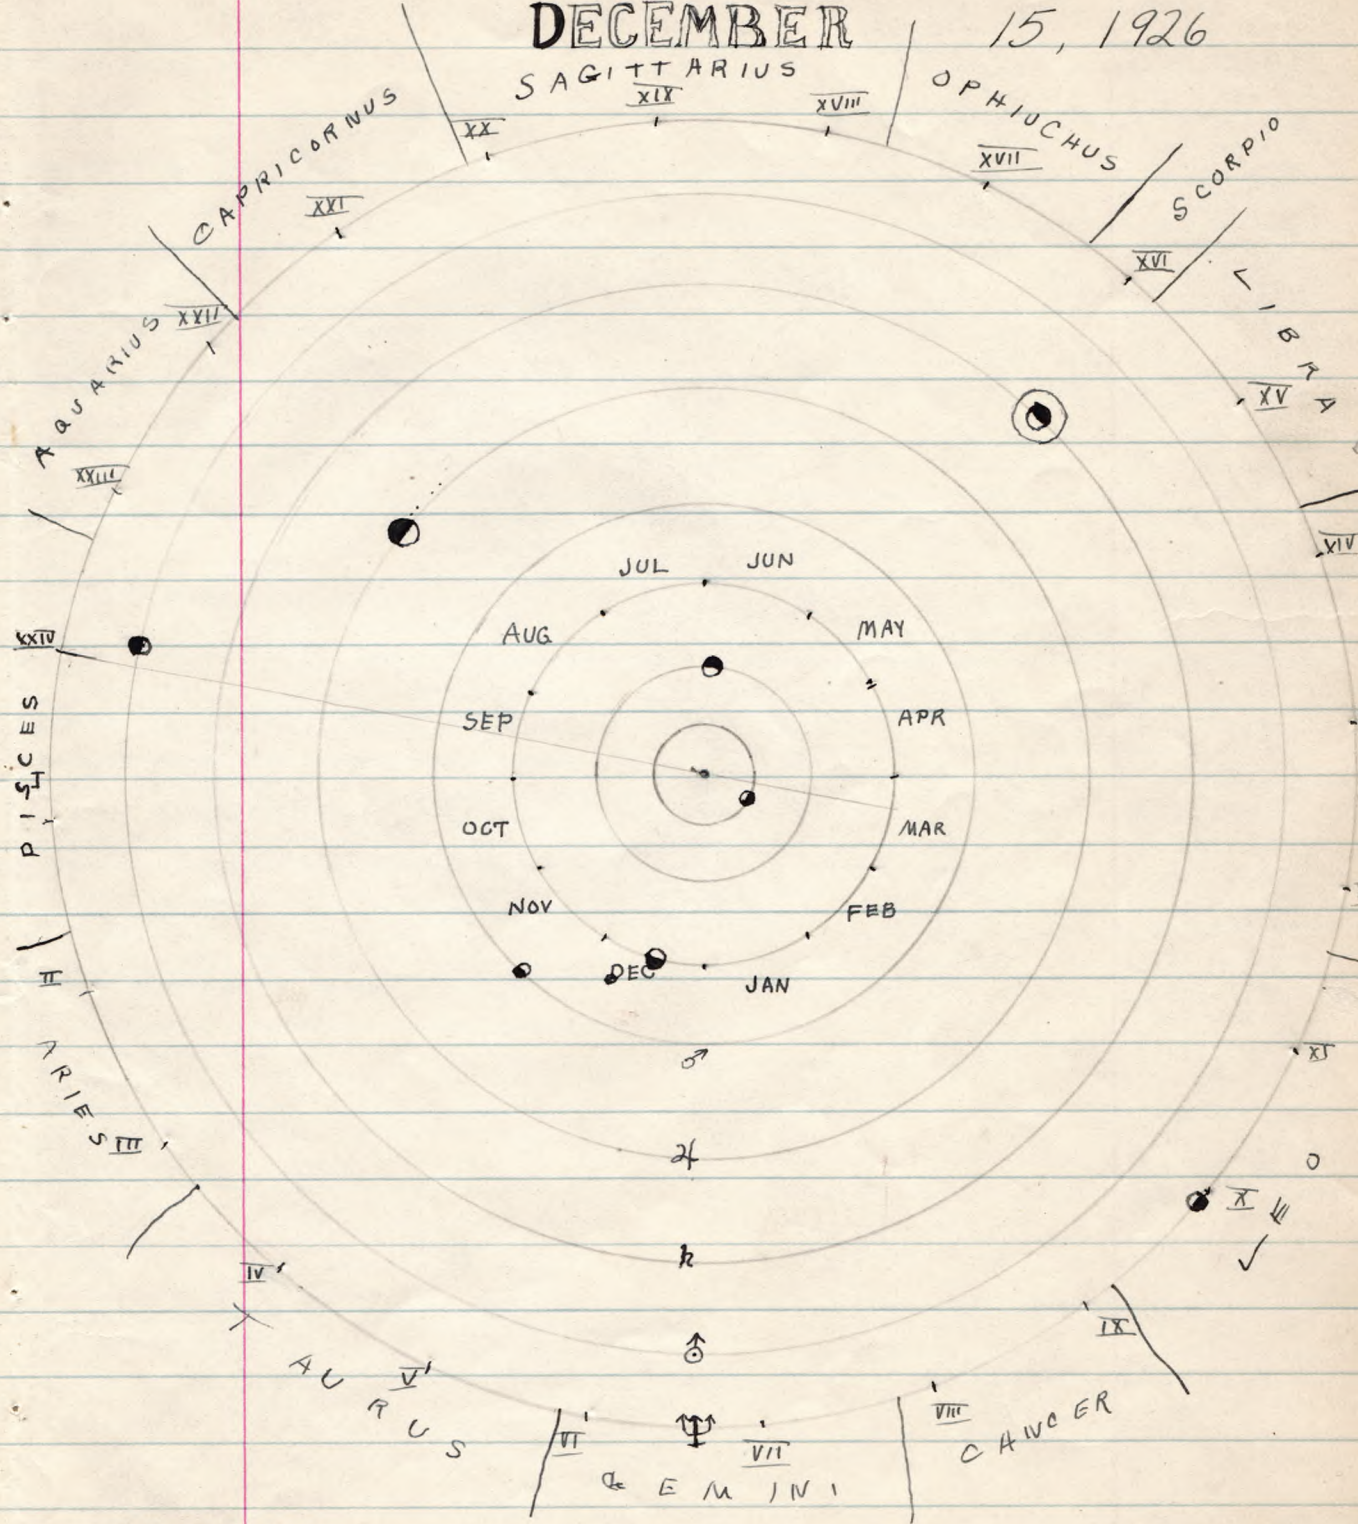 DECEMBER 15, 1926
SAGITTARIUS
OPHIUCHUS
CAPRICORNUS
SCORPIO
XX
XIX
XVIII
XVII
XXI
XVI
LIBRA
AQUARIUS
XXII
XV
XXIII
XIV
JUL JUN
AUG MAY
XXIV
SEP APR
PISCES
OCT MAR
NOV FEB
DEC JAN
II
ARIES
♂
XI
III
♃
LEO
X
♄
IV
TAURUS
V
⛢
IX
VI
♆
VII
VIII
CANCER
GEMINI